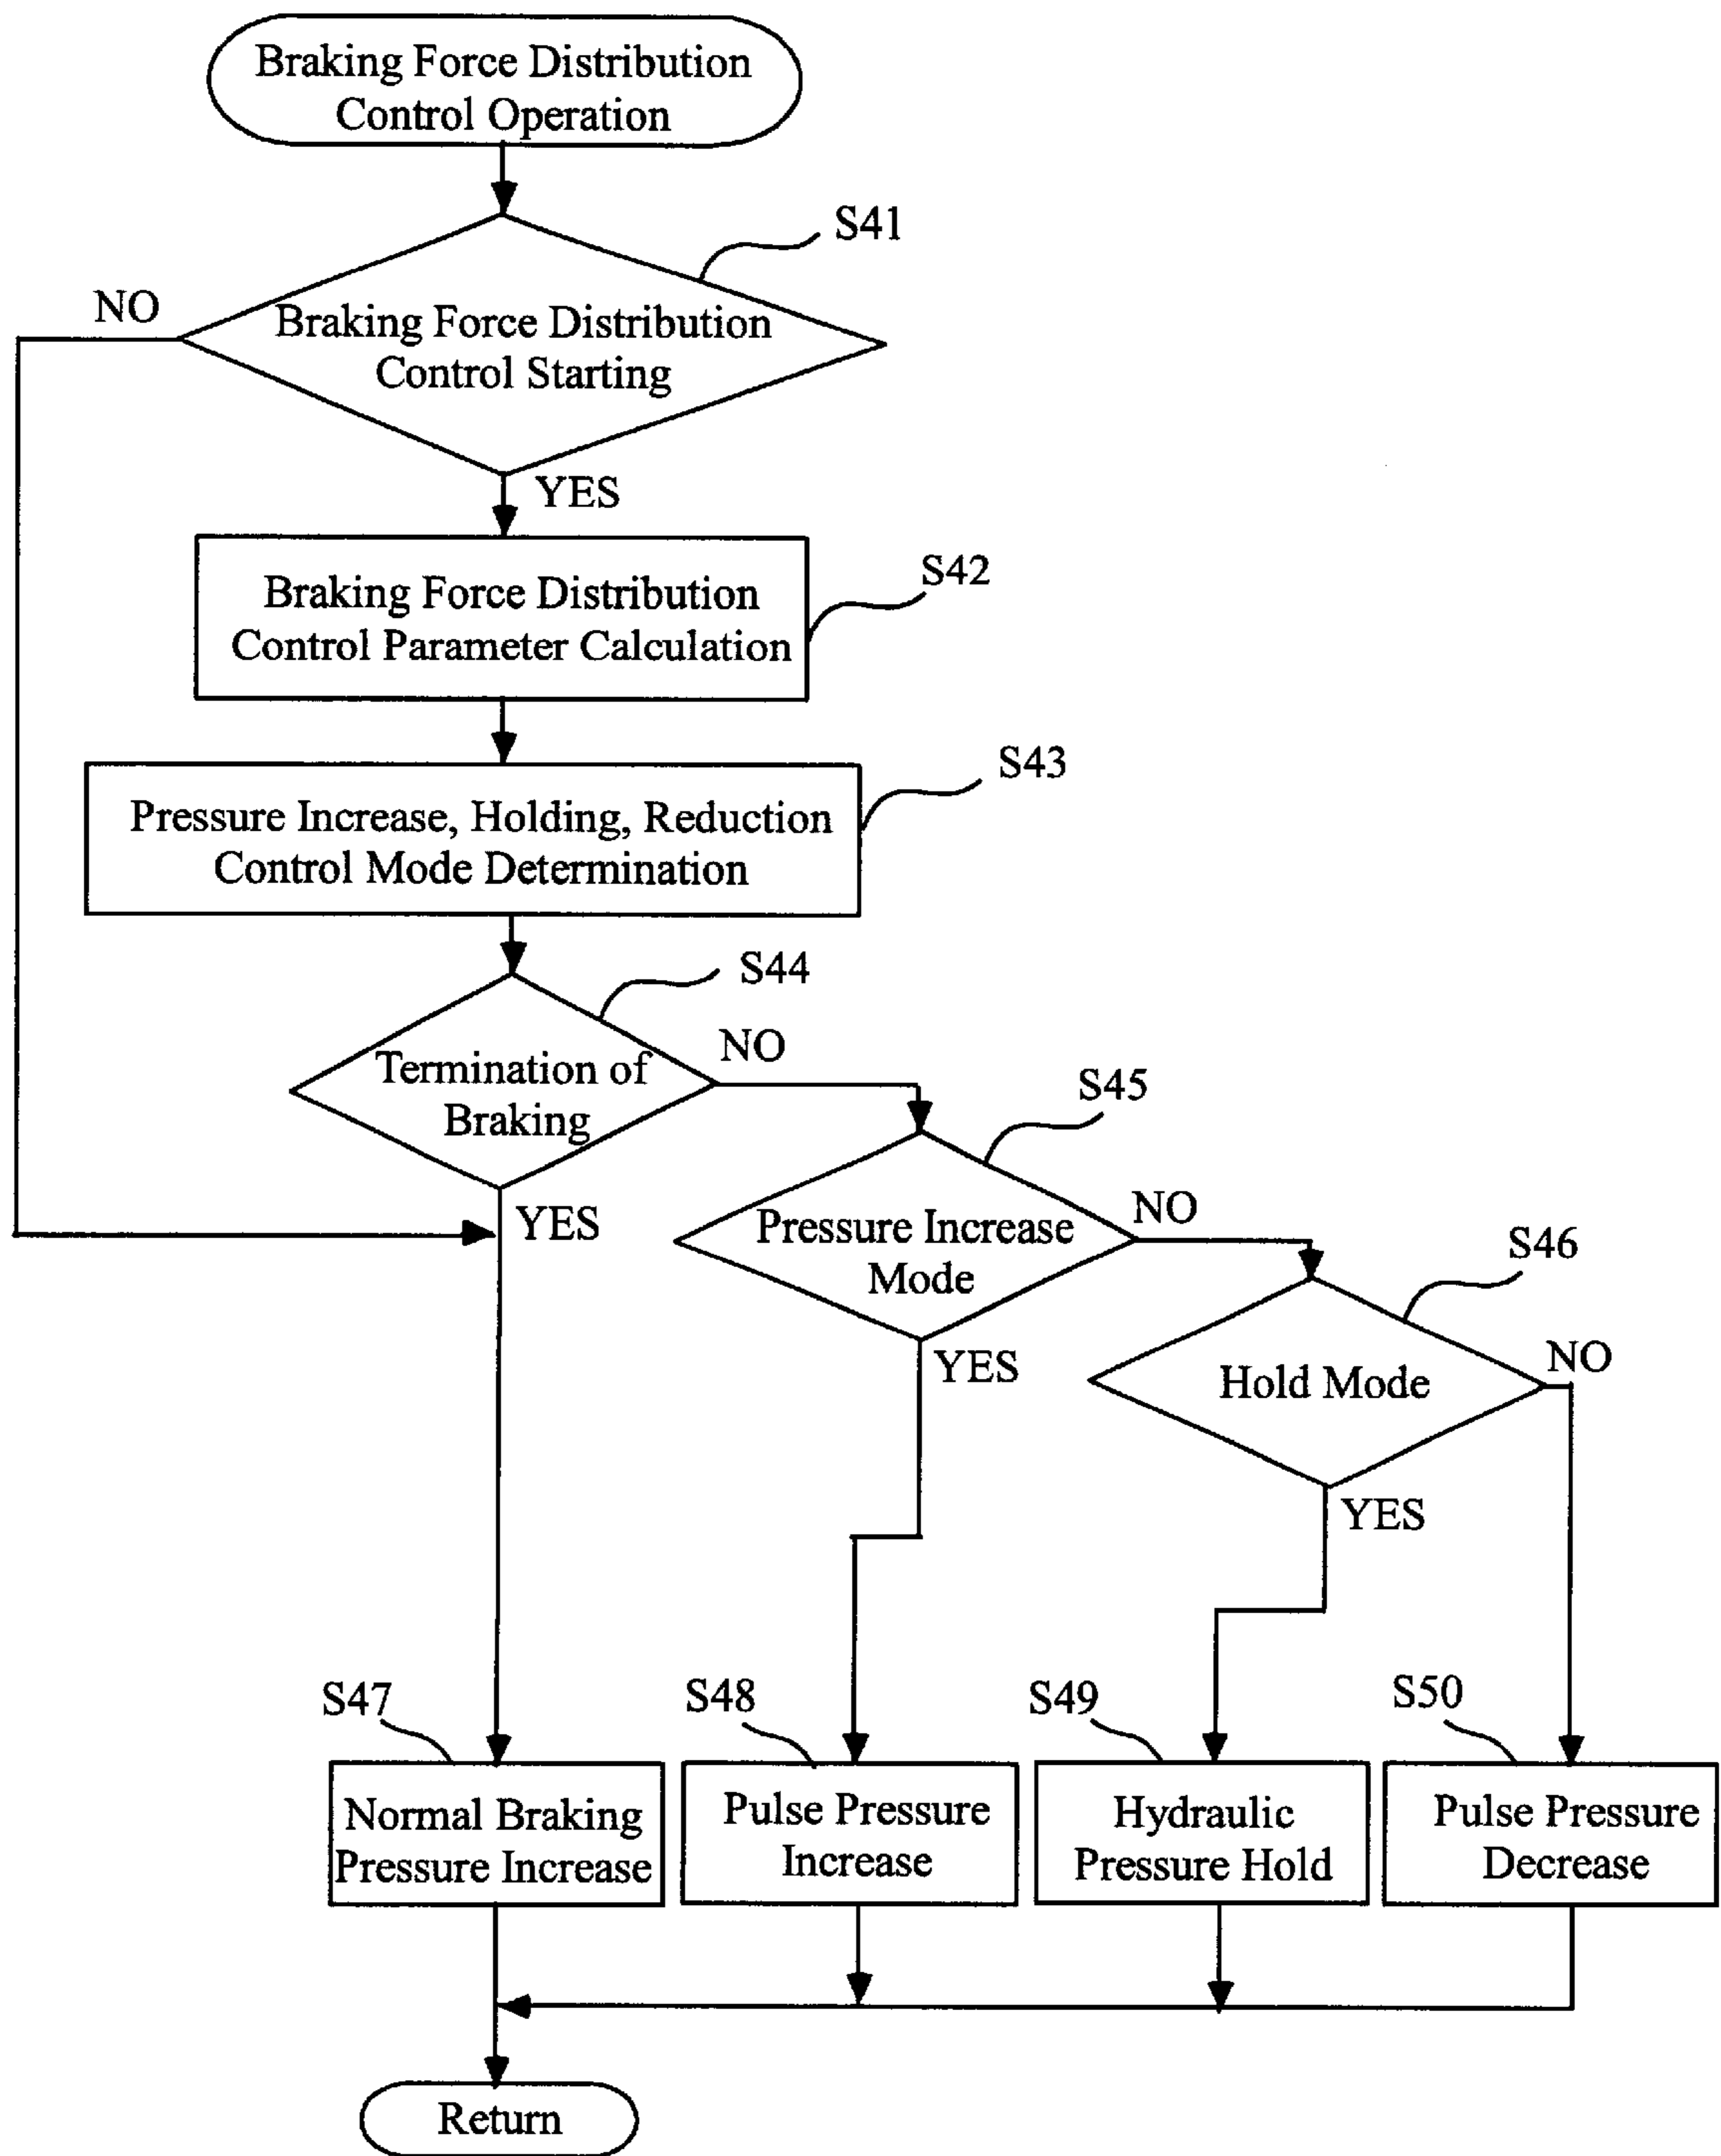 Braking Force Distribution
Control Operation
S41
NO
Braking Force Distribution
Control Starting
YES
S42
Braking Force Distribution
Control Parameter Calculation
S43
Pressure Increase, Holding, Reduction
Control Mode Determination
S44
NO
Termination of
Braking
YES
S45
NO
Pressure Increase
Mode
YES
S46
NO
Hold Mode
YES
S47
Normal Braking
Pressure Increase
S48
Pulse Pressure
Increase
S49
Hydraulic
Pressure Hold
S50
Pulse Pressure
Decrease
Return